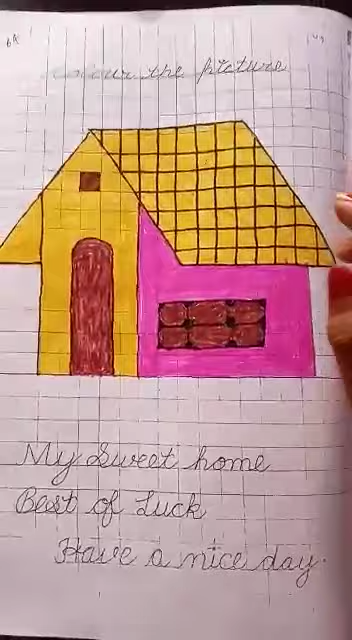 colour the picture
My Sweet home
Best of Luck
Have a nice day.